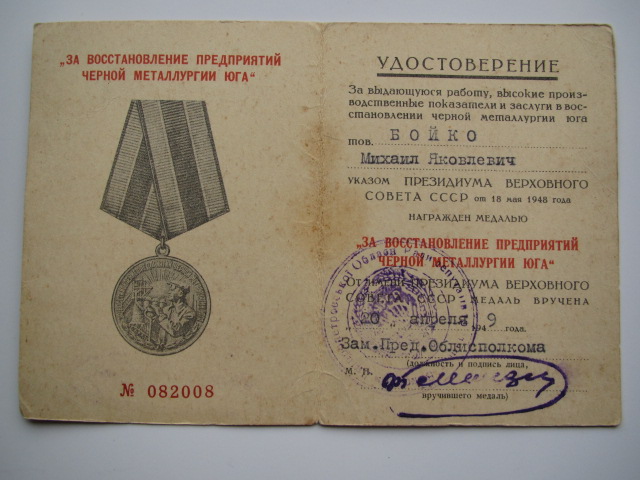 „ЗА ВОССТАНОВЛЕНИЕ ПРЕДПРИЯТИЙ
ЧЕРНОЙ МЕТАЛЛУРГИИ ЮГА“
№ 082008
УДОСТОВЕРЕНИЕ
За выдающуюся работу, высокие произ-
водственные показатели и заслуги в вос-
становлении черной металлургии юга
тов. БОЙКО
Михаил Яковлевич
УКАЗОМ ПРЕЗИДИУМА ВЕРХОВНОГО
СОВЕТА СССР от 18 мая 1948 года
НАГРАЖДЕН МЕДАЛЬЮ
„ЗА ВОССТАНОВЛЕНИЕ ПРЕДПРИЯТИЙ
ЧЕРНОЙ МЕТАЛЛУРГИИ ЮГА“
ОТ ИМЕНИ ПРЕЗИДИУМА ВЕРХОВНОГО
СОВЕТА СССР МЕДАЛЬ ВРУЧЕНА
20 апреля 1949 года.
Зам.Пред.Облисполкома
(должность и подпись лица,
М. П.
вручившего медаль)